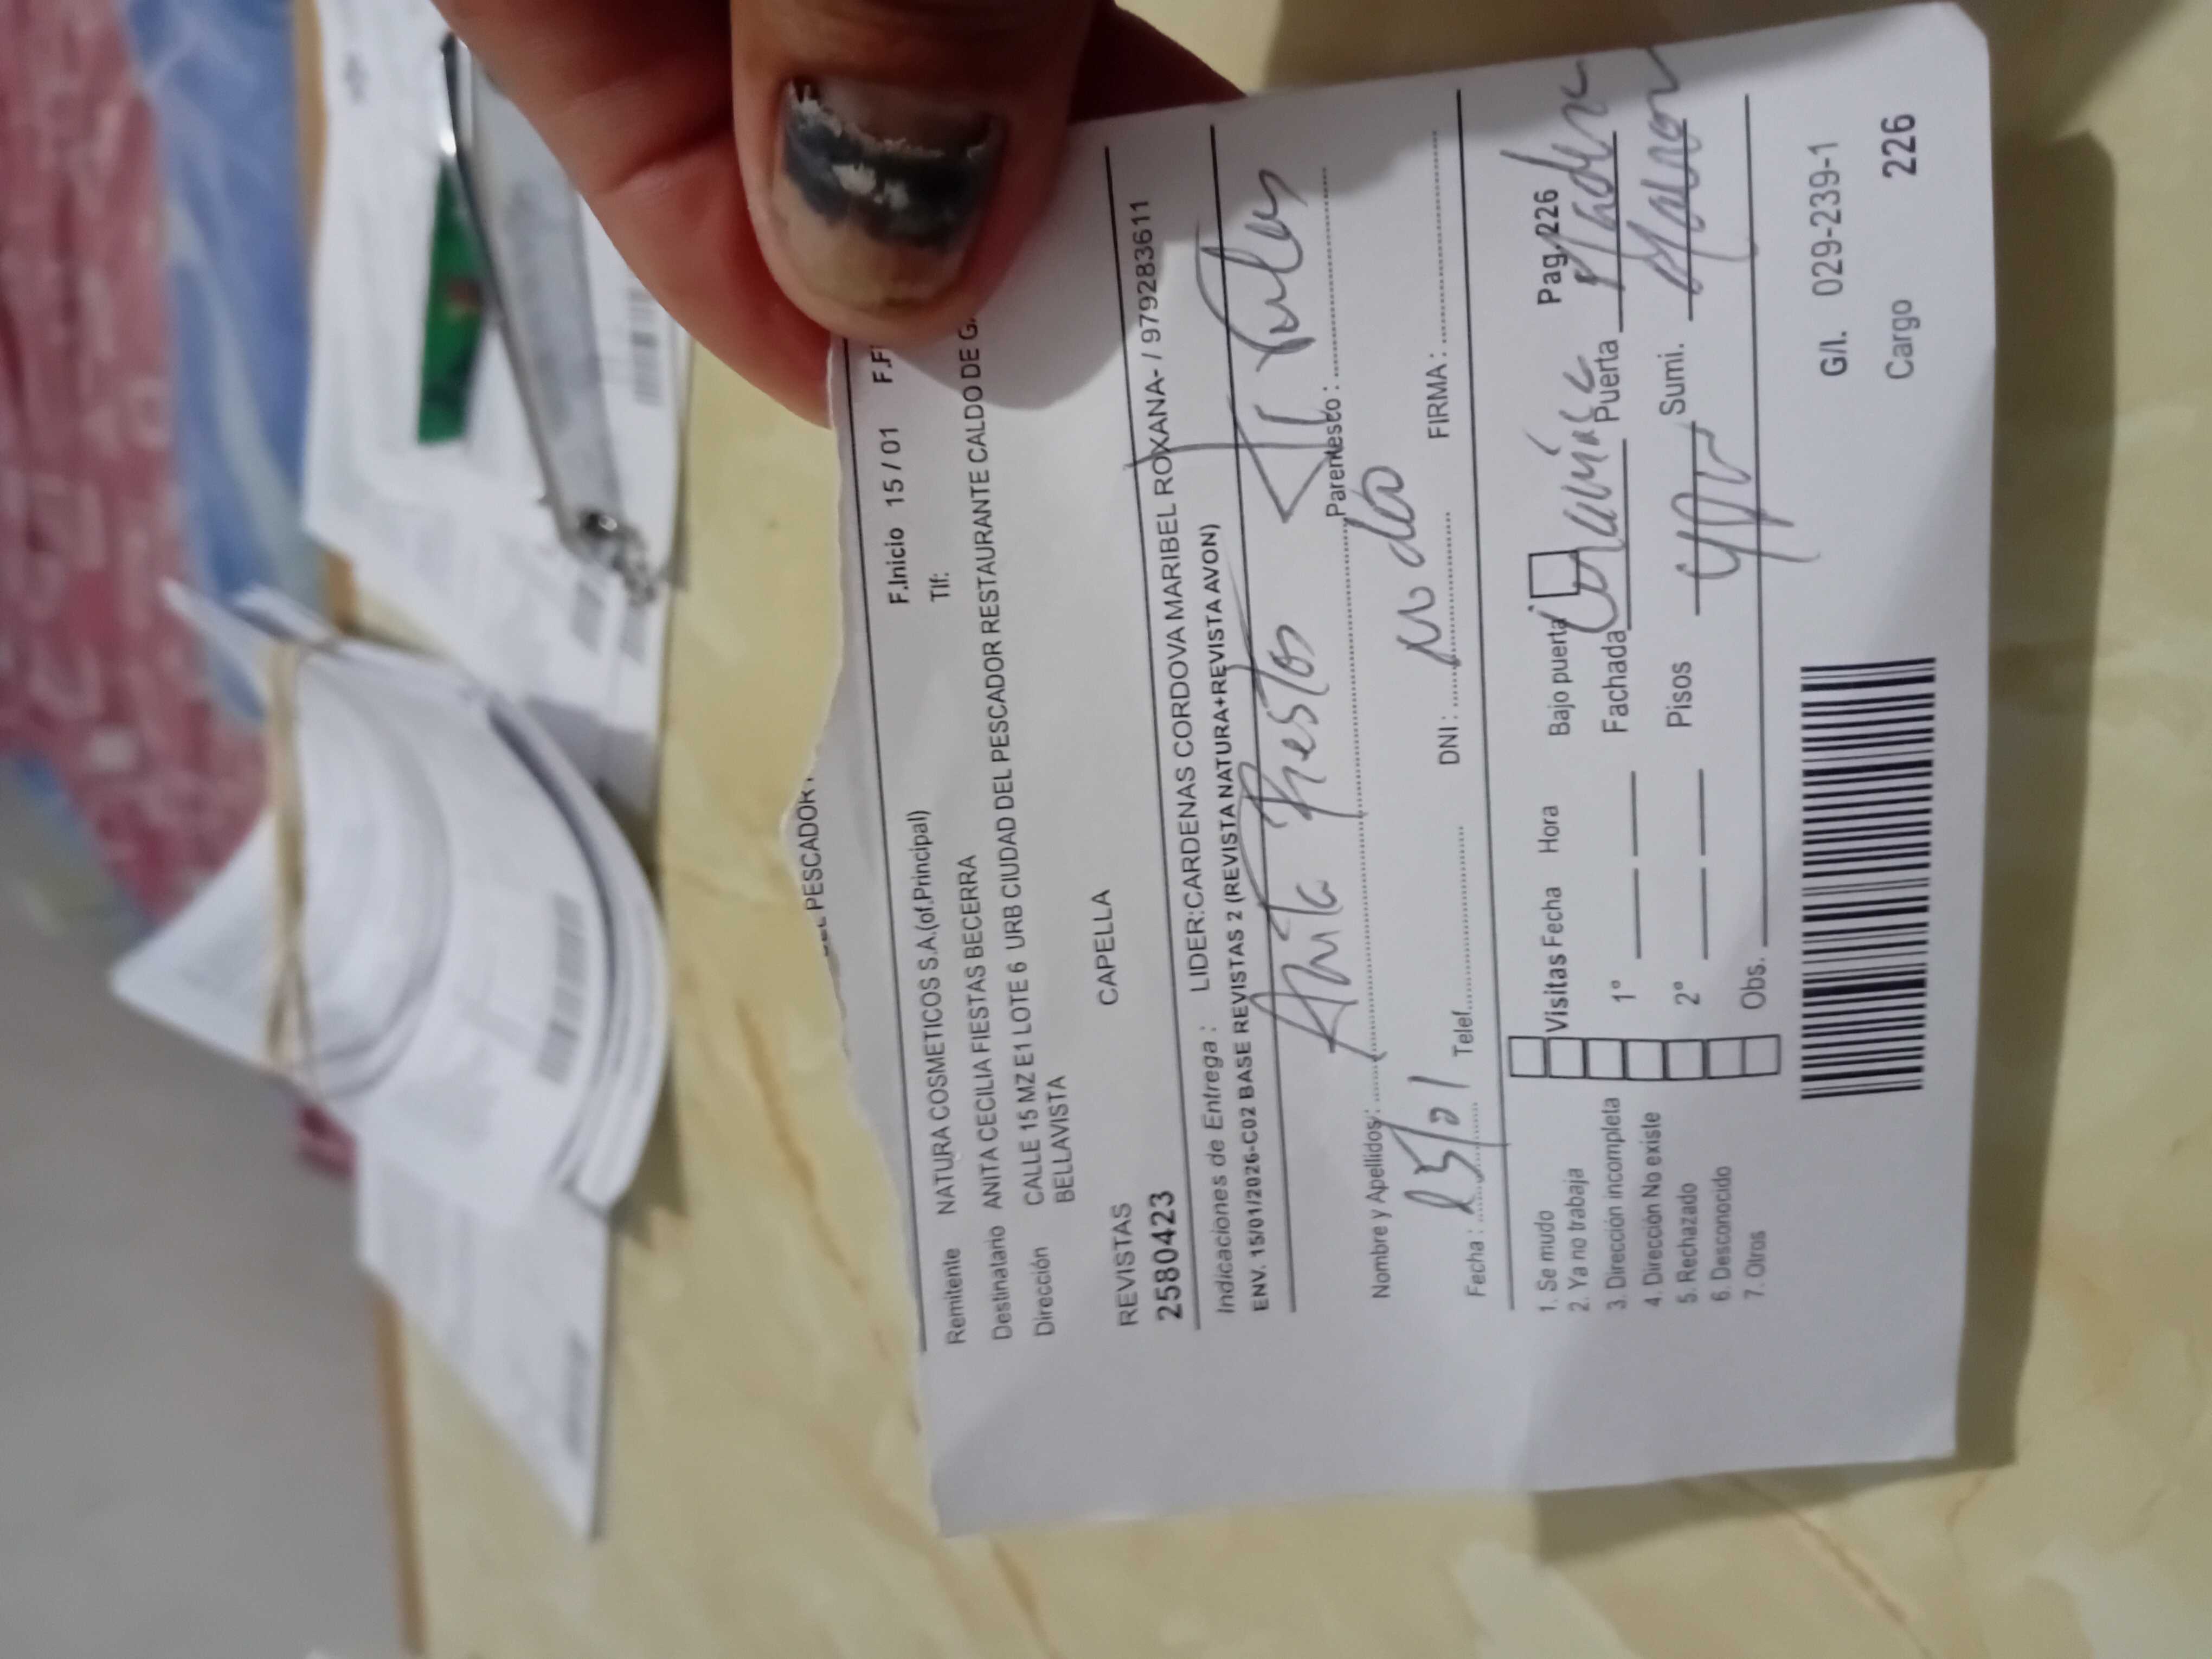 DEL PESCADOR
F.Inicio 15 / 01 F.F
Remitente NATURA COSMETICOS S.A.(of.Principal) Tlf:
Destinatario ANITA CECILIA FIESTAS BECERRA
Dirección CALLE 15 MZ E1 LOTE 6 URB CIUDAD DEL PESCADOR RESTAURANTE CALDO DE G
BELLAVISTA
REVISTAS CAPELLA
2580423
Indicaciones de Entrega : LIDER:CARDENAS CORDOVA MARIBEL ROXANA- / 979283611
ENV. 15/01/2026-C02 BASE REVISTAS 2 (REVISTA NATURA+REVISTA AVON)
Anita
Nombre y Apellidos: Parentesco :
no da
Fecha : Telef. DNI : FIRMA :
1. Se mudo
2. Ya no trabaja
3. Dirección incompleta
4. Dirección No existe
5. Rechazado
6. Desconocido
7. Otros
Visitas Fecha Hora Bajo puerta Pag.226
1° Fachada Puerta
2° Pisos Sumi.
Obs.
G/I. 029-239-1
Cargo 226